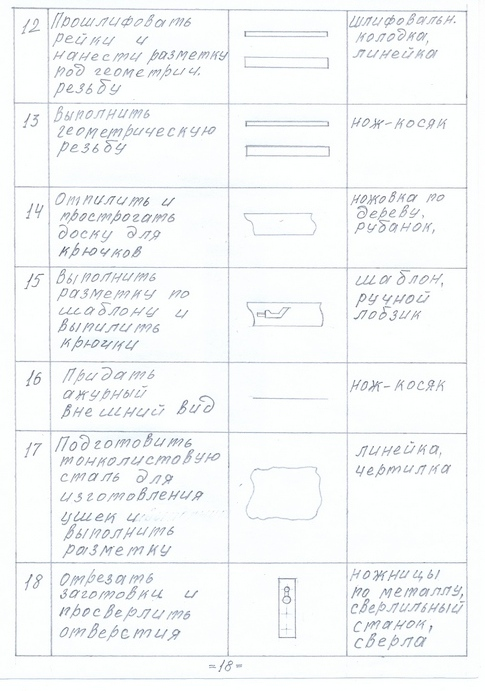 12
Прошлифовать
рейки и
нанести разметку
под геометрич.
резьбу
шлифовальн.
колодка,
линейка
13
Выполнить
геометрическую
резьбу
нож-косяк
14
Отпилить и
прострогать
доску для
крючков
ножовка по
дереву,
рубанок,
15
Выполнить
разметку по
шаблону и
выпилить
крючки
шаблон,
ручной
лобзик
16
Придать
ажурный
внешний вид
нож-косяк
17
Подготовить
тонколистовую
сталь для
изготовления
ушек и
выполнить
разметку
линейка,
чертилка
18
Отрезать
заготовки и
просверлить
отверстия
ножницы
по металлу,
сверлильный
станок,
сверла
=18=